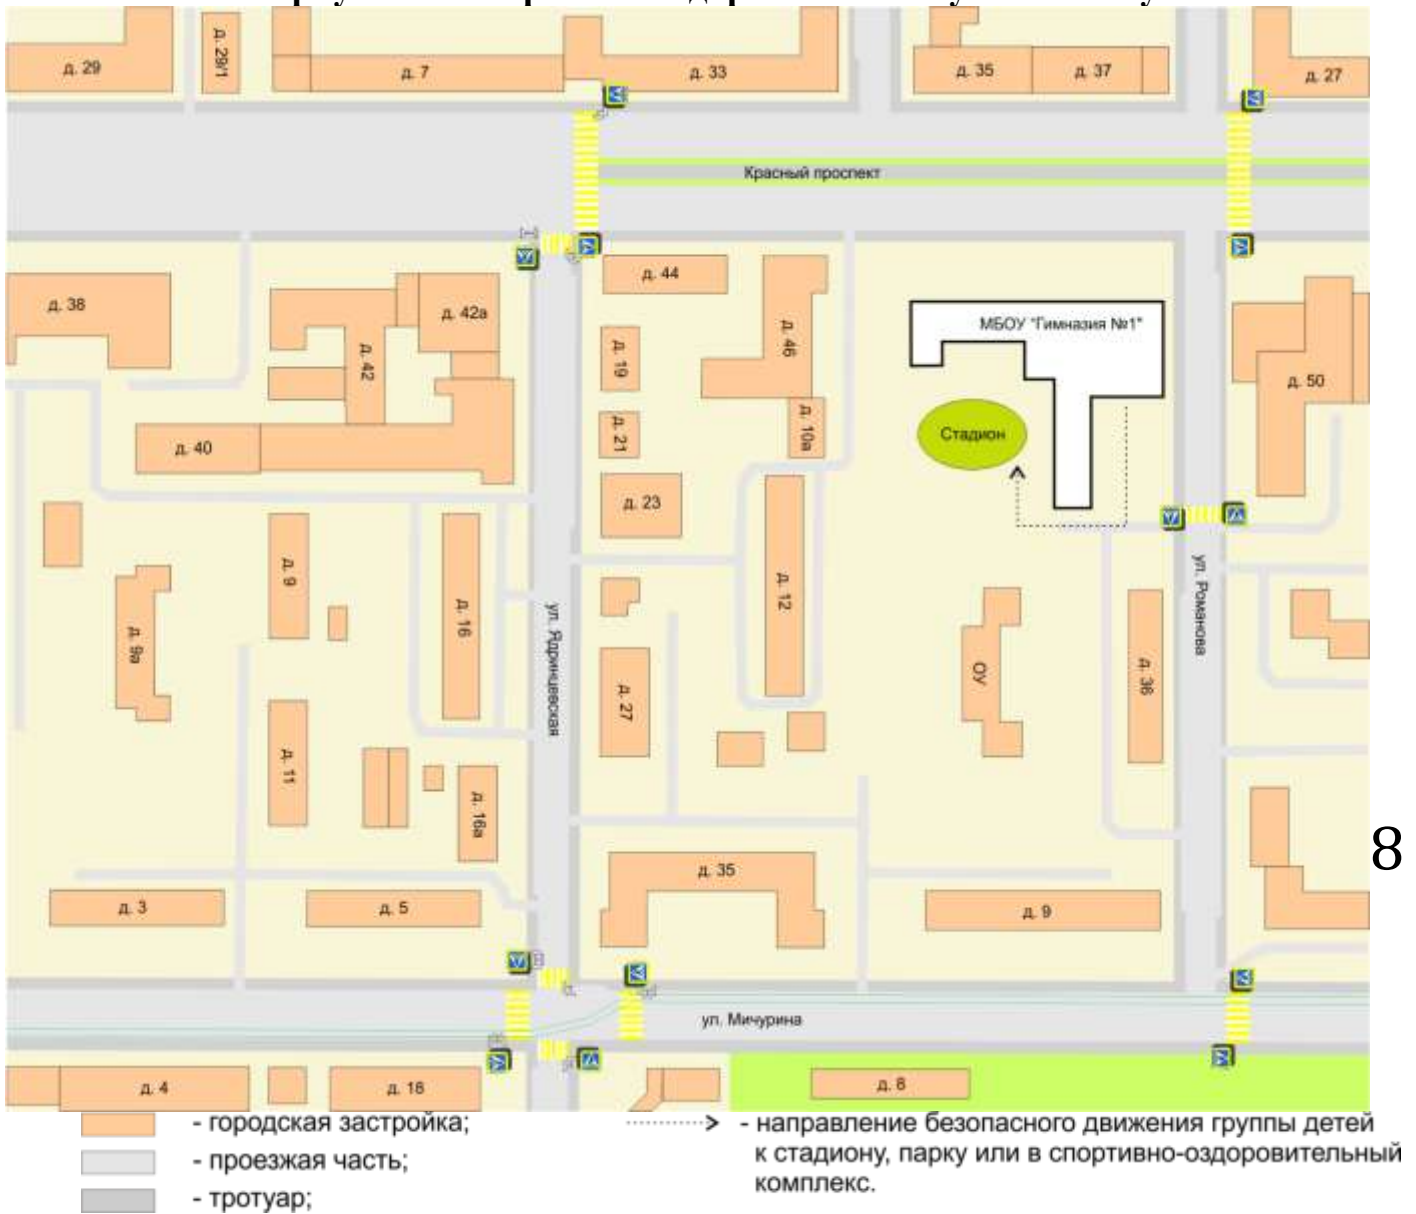 д. 29
д. 29/1
д. 7
д. 33
д. 35
д. 37
д. 27
Красный проспект
д. 38
д. 42а
д. 42
д. 40
д. 44
д. 19
д. 46
д. 21
д. 10а
д. 23
МБОУ "Гимназия №1"
Стадион
д. 50
д. 9
д. 16
д. 9а
д. 12
ул. Ядринцевская
ул. Романова
ОУ
д. 36
д. 27
д. 11
д. 16а
д. 35
8
д. 3
д. 5
д. 9
ул. Мичурина
д. 4
д. 18
д. 8
- городская застройка;
- проезжая часть;
- тротуар;
- направление безопасного движения группы детей
к стадиону, парку или в спортивно-оздоровительный
комплекс.